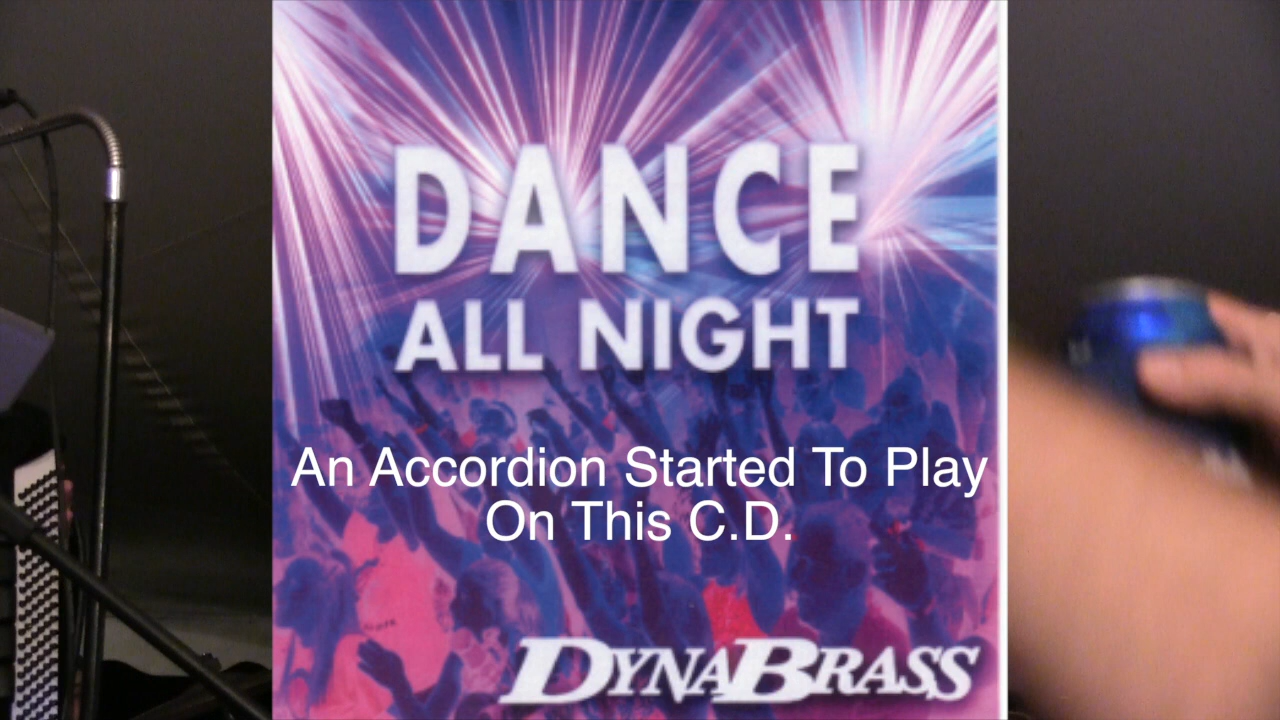 DANCE
ALL NIGHT
An Accordion Started To Play
On This C.D.
DYNABRASS